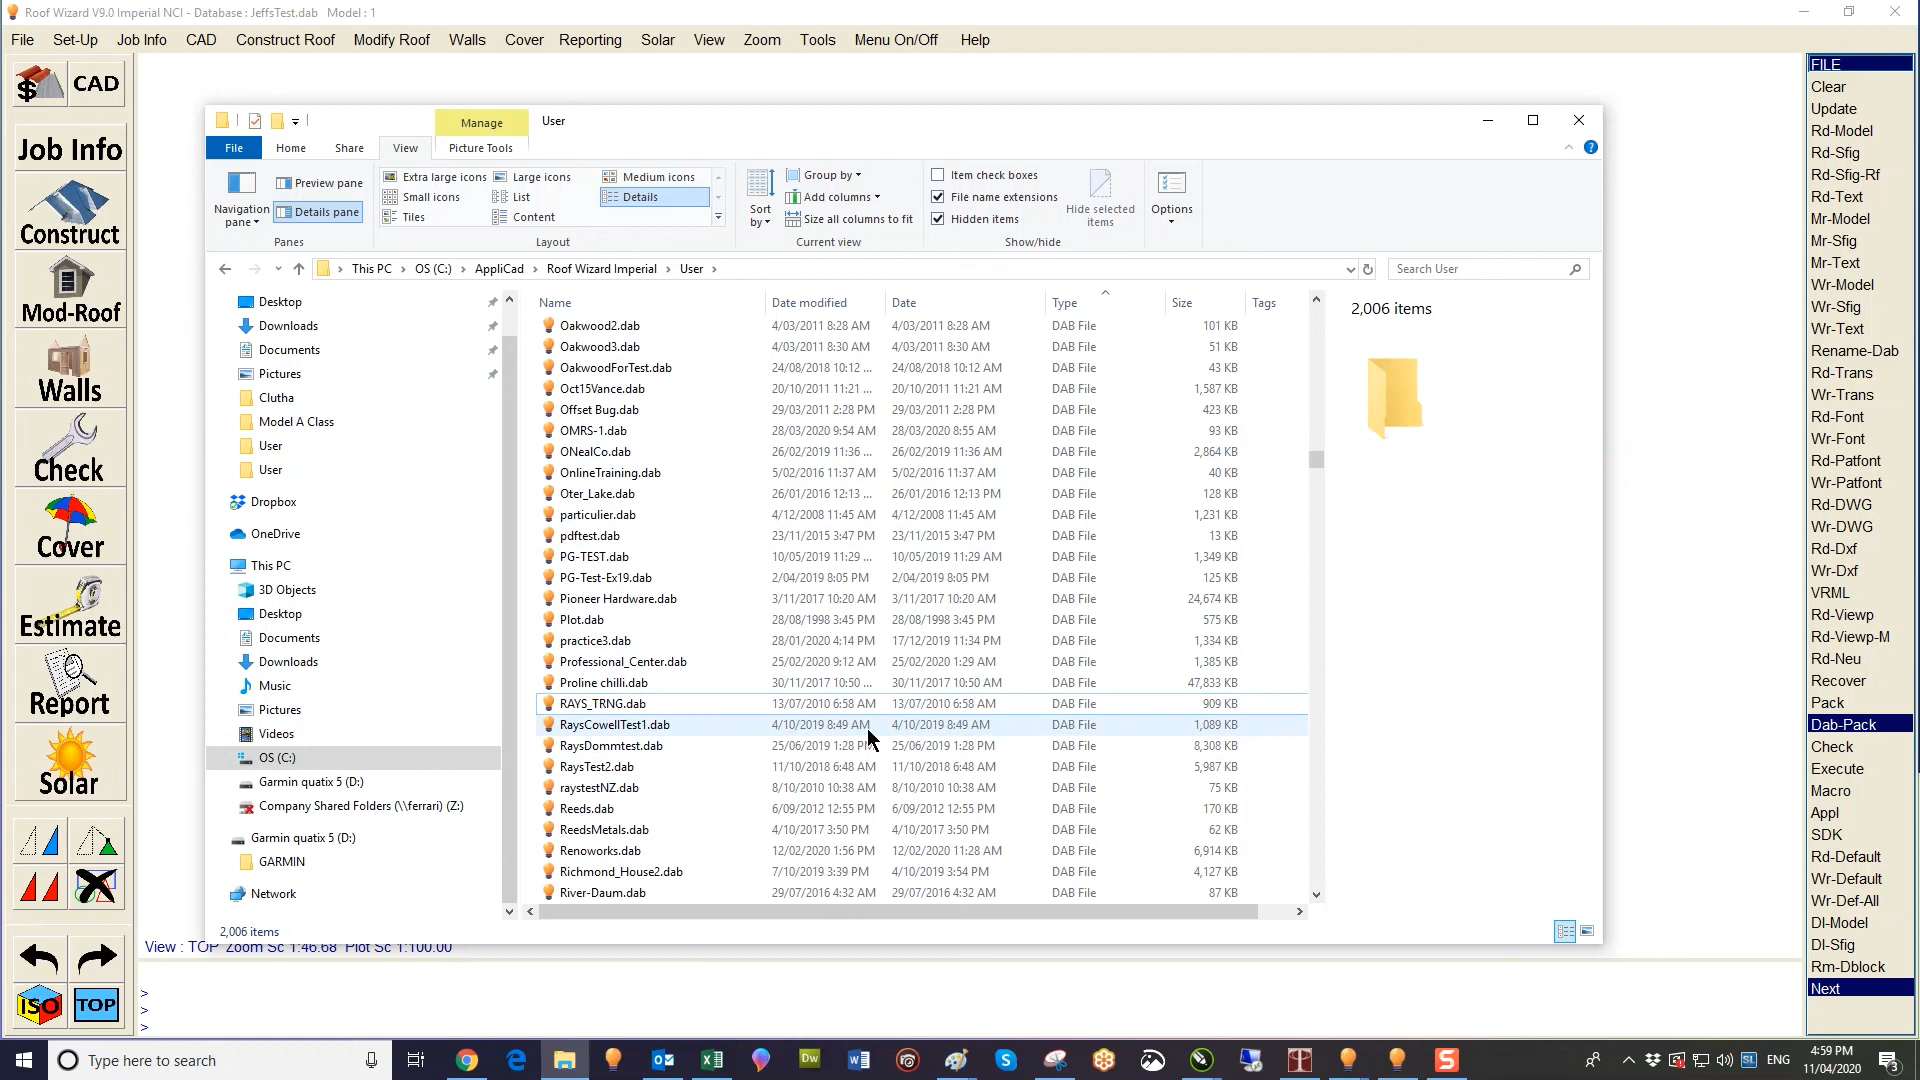 Roof Wizard V9.0 Imperial NCI - Database : JeffsTest.dab   Model : 1
File Set-Up Job Info CAD Construct Roof Modify Roof Walls Cover Reporting Solar View Zoom Tools Menu On/Off Help
$ CAD
Job Info
Construct
Mod-Roof
Walls
Check
Cover
Estimate
Report
Solar
ISO TOP
Manage User
File Home Share View Picture Tools
Navigation pane
Preview pane
Details pane
Panes
Extra large icons Large icons Medium icons
Small icons List Details
Tiles Content
Layout
Sort by
Group by
Add columns
Size all columns to fit
Current view
Item check boxes
File name extensions
Hidden items
Hide selected items
Show/hide
Options
This PC > OS (C:) > AppliCad > Roof Wizard Imperial > User >
Search User
Desktop
Downloads
Documents
Pictures
Clutha
Model A Class
User
User
Dropbox
OneDrive
This PC
3D Objects
Desktop
Documents
Downloads
Music
Pictures
Videos
OS (C:)
Garmin quatix 5 (D:)
Company Shared Folders (\\ferrari) (Z:)
Garmin quatix 5 (D:)
GARMIN
Network
Name Date modified Date Type Size Tags
Oakwood2.dab 4/03/2011 8:28 AM 4/03/2011 8:28 AM DAB File 101 KB
Oakwood3.dab 4/03/2011 8:30 AM 4/03/2011 8:30 AM DAB File 51 KB
OakwoodForTest.dab 24/08/2018 10:12 ... 24/08/2018 10:12 AM DAB File 43 KB
Oct15Vance.dab 20/10/2011 11:21 ... 20/10/2011 11:21 AM DAB File 1,587 KB
Offset Bug.dab 29/03/2011 2:28 PM 29/03/2011 2:28 PM DAB File 423 KB
OMRS-1.dab 28/03/2020 9:54 AM 28/03/2020 8:55 AM DAB File 93 KB
ONealCo.dab 26/02/2019 11:36 ... 26/02/2019 11:36 AM DAB File 2,864 KB
OnlineTraining.dab 5/02/2016 11:37 AM 5/02/2016 11:37 AM DAB File 40 KB
Oter_Lake.dab 26/01/2016 12:13 ... 26/01/2016 12:13 PM DAB File 128 KB
particulier.dab 4/12/2008 11:45 AM 4/12/2008 11:45 AM DAB File 1,231 KB
pdftest.dab 23/11/2015 3:47 PM 23/11/2015 3:47 PM DAB File 13 KB
PG-TEST.dab 10/05/2019 11:29 ... 10/05/2019 11:29 AM DAB File 1,349 KB
PG-Test-Ex19.dab 2/04/2019 8:05 PM 2/04/2019 8:05 PM DAB File 125 KB
Pioneer Hardware.dab 3/11/2017 10:20 AM 3/11/2017 10:20 AM DAB File 24,674 KB
Plot.dab 28/08/1998 3:45 PM 28/08/1998 3:45 PM DAB File 575 KB
practice3.dab 28/01/2020 4:14 PM 17/12/2019 11:34 PM DAB File 1,334 KB
Professional_Center.dab 25/02/2020 9:12 AM 25/02/2020 1:29 AM DAB File 1,385 KB
Proline chilli.dab 30/11/2017 10:50 ... 30/11/2017 10:50 AM DAB File 47,833 KB
RAYS_TRNG.dab 13/07/2010 6:58 AM 13/07/2010 6:58 AM DAB File 909 KB
RaysCowellTest1.dab 4/10/2019 8:49 AM 4/10/2019 8:49 AM DAB File 1,089 KB
RaysDommtest.dab 25/06/2019 1:28 PM 25/06/2019 1:28 PM DAB File 8,308 KB
RaysTest2.dab 11/10/2018 6:48 AM 11/10/2018 6:48 AM DAB File 5,987 KB
raystestNZ.dab 8/10/2010 10:38 AM 8/10/2010 10:38 AM DAB File 75 KB
Reeds.dab 6/09/2012 12:55 PM 6/09/2012 12:55 PM DAB File 170 KB
ReedsMetals.dab 4/10/2017 3:50 PM 4/10/2017 3:50 PM DAB File 62 KB
Renoworks.dab 12/02/2020 1:56 PM 12/02/2020 11:28 AM DAB File 6,914 KB
Richmond_House2.dab 7/10/2019 3:39 PM 4/10/2019 3:54 PM DAB File 4,127 KB
River-Daum.dab 29/07/2016 4:32 AM 29/07/2016 4:32 AM DAB File 87 KB
2,006 items
2,006 items
View : TOP Zoom Sc 1:46.68 Plot Sc 1:100.00
>
>
>
FILE
Clear
Update
Rd-Model
Rd-Sfig
Rd-Sfig-Rf
Rd-Text
Mr-Model
Mr-Sfig
Mr-Text
Wr-Model
Wr-Sfig
Wr-Text
Rename-Dab
Rd-Trans
Wr-Trans
Rd-Font
Wr-Font
Rd-Patfont
Wr-Patfont
Rd-DWG
Wr-DWG
Rd-Dxf
Wr-Dxf
VRML
Rd-Viewp
Rd-Viewp-M
Rd-Neu
Recover
Pack
Dab-Pack
Check
Execute
Macro
Appl
SDK
Rd-Default
Wr-Default
Wr-Def-All
Dl-Model
Dl-Sfig
Rm-Dblock
Next
Type here to search
Dw
ENG
4:59 PM
11/04/2020
3